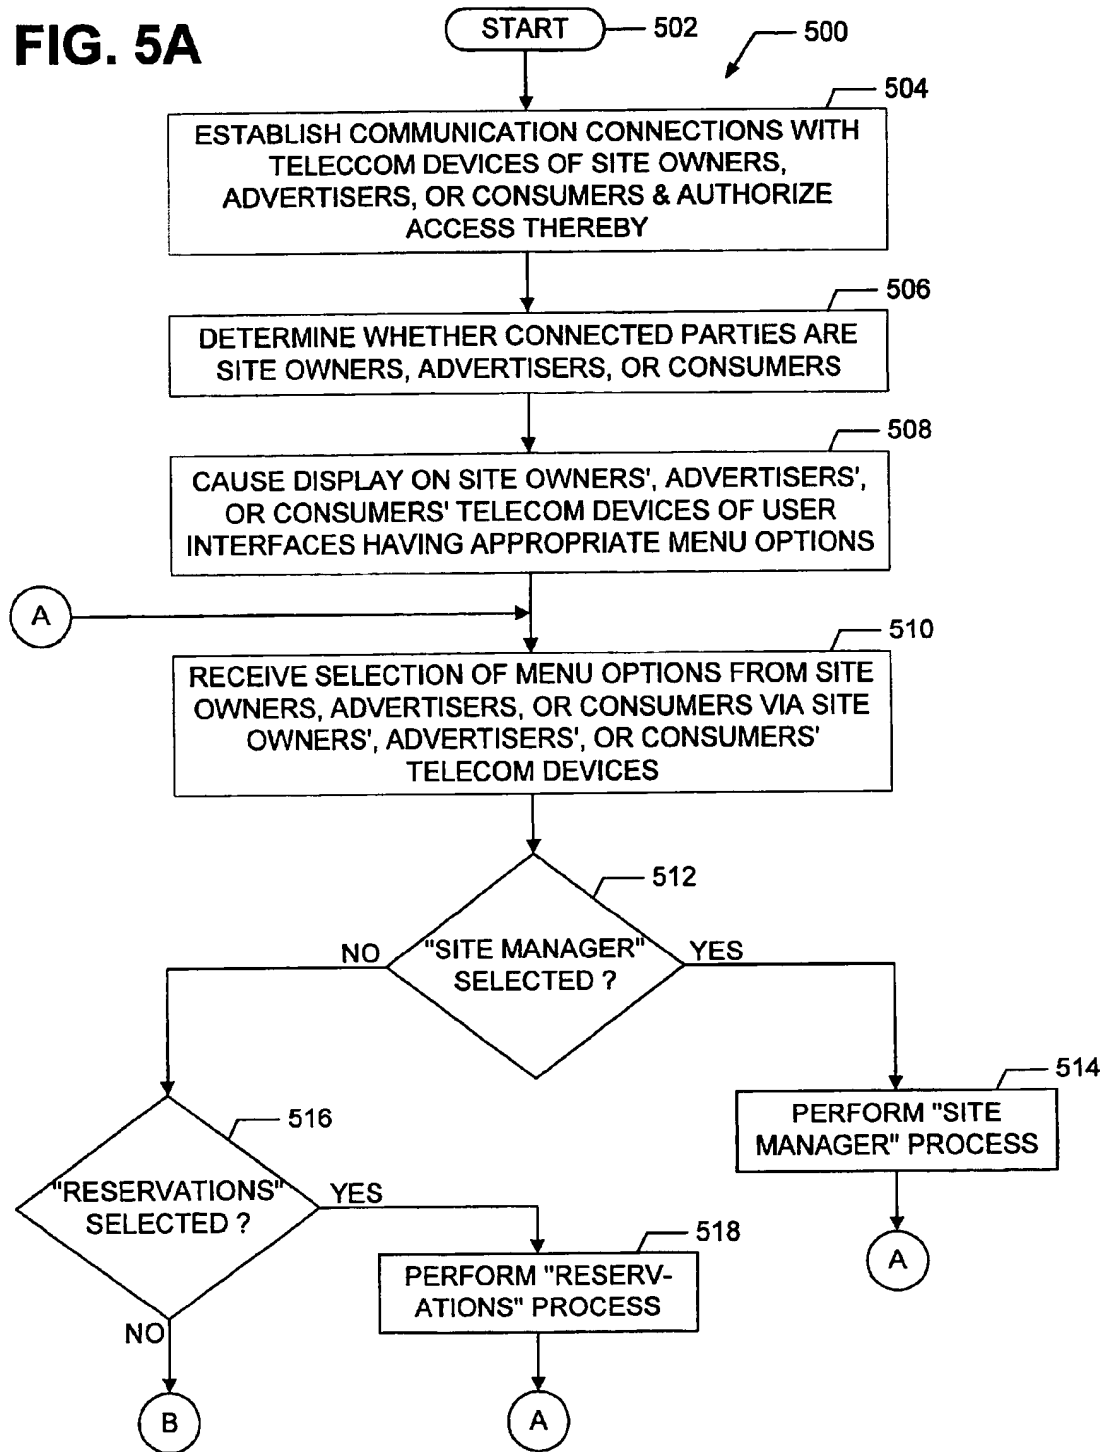 FIG. 5A
START
502
500
504
ESTABLISH COMMUNICATION CONNECTIONS WITH
TELECCOM DEVICES OF SITE OWNERS,
ADVERTISERS, OR CONSUMERS & AUTHORIZE
ACCESS THEREBY
506
DETERMINE WHETHER CONNECTED PARTIES ARE
SITE OWNERS, ADVERTISERS, OR CONSUMERS
508
CAUSE DISPLAY ON SITE OWNERS', ADVERTISERS',
OR CONSUMERS' TELECOM DEVICES OF USER
INTERFACES HAVING APPROPRIATE MENU OPTIONS
A
510
RECEIVE SELECTION OF MENU OPTIONS FROM SITE
OWNERS, ADVERTISERS, OR CONSUMERS VIA SITE
OWNERS', ADVERTISERS', OR CONSUMERS'
TELECOM DEVICES
512
NO
"SITE MANAGER"
SELECTED ?
YES
514
PERFORM "SITE
MANAGER" PROCESS
A
516
"RESERVATIONS"
SELECTED ?
YES
518
PERFORM "RESERV-
ATIONS" PROCESS
NO
B
A